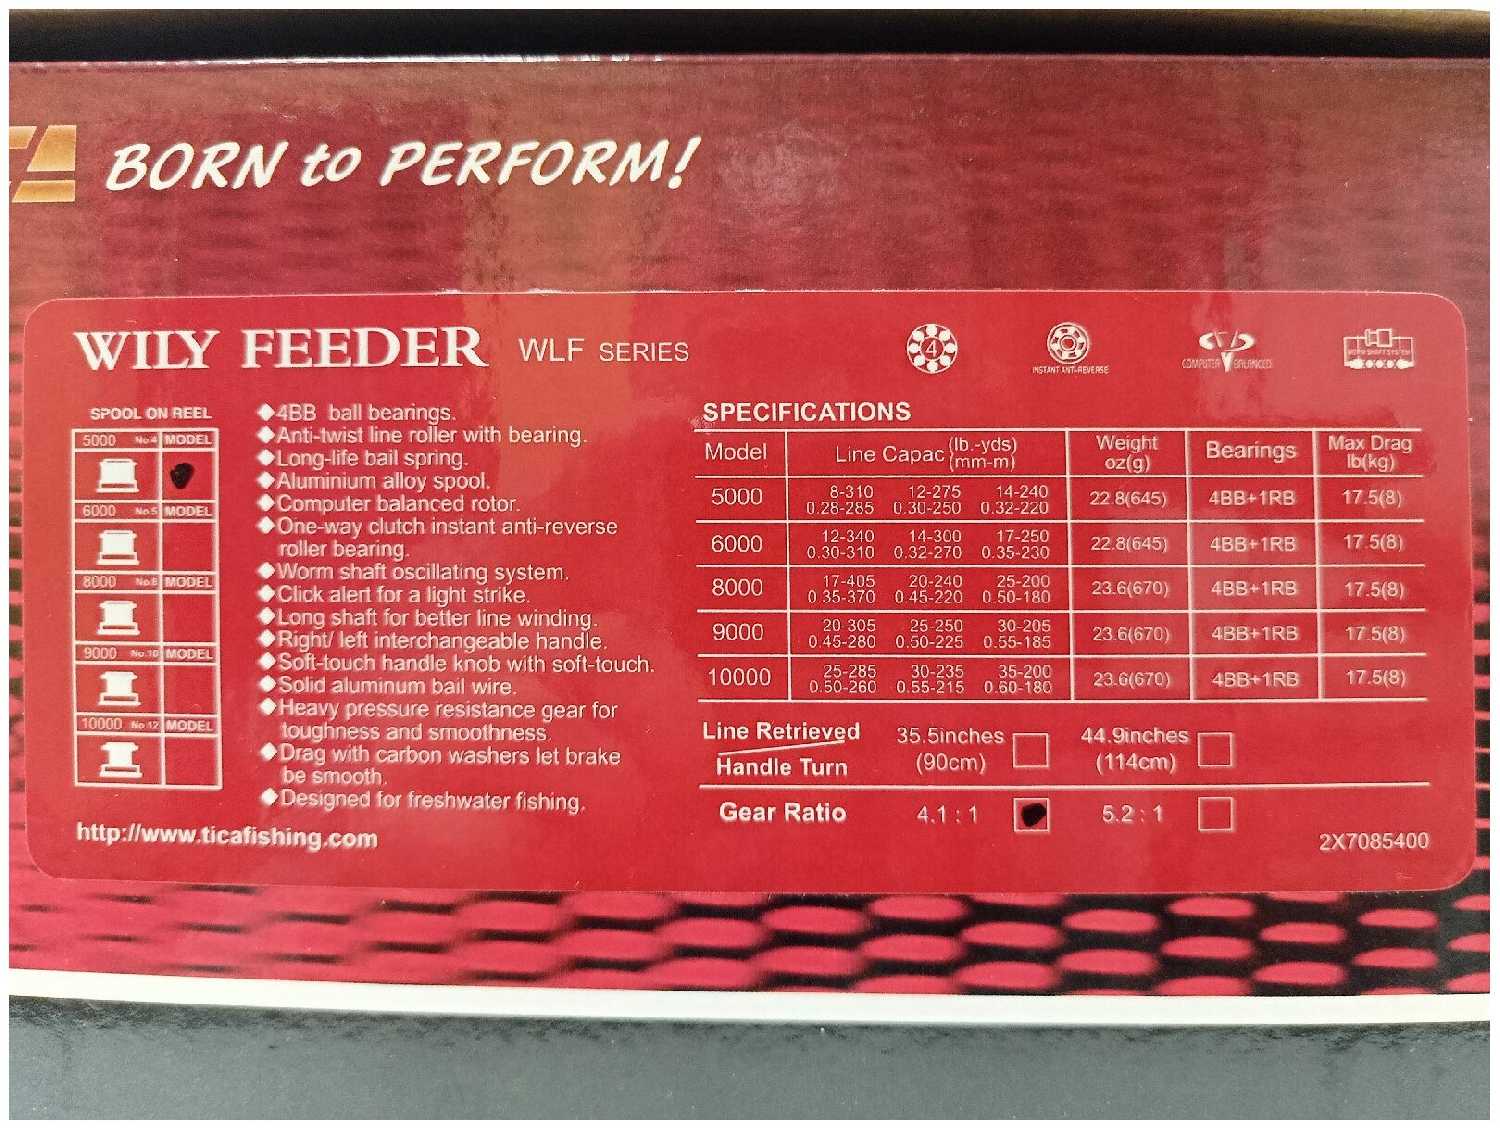 BORN to PERFORM!
WILY FEEDER WLF SERIES
4
INSTANT ANTI-REVERSE
COMPUTER BALANCED
WORM SHAFT SYSTEM
SPOOL ON REEL
5000 No.4 MODEL
6000 No.5 MODEL
8000 No.8 MODEL
9000 No.10 MODEL
10000 No.12 MODEL
◆4BB ball bearings.
◆Anti-twist line roller with bearing.
◆Long-life bail spring.
◆Aluminium alloy spool.
◆Computer balanced rotor.
◆One-way clutch instant anti-reverse
roller bearing.
◆Worm shaft oscillating system.
◆Click alert for a light strike.
◆Long shaft for better line winding.
◆Right/ left interchangeable handle.
◆Soft-touch handle knob with soft-touch.
◆Solid aluminum bail wire.
◆Heavy pressure resistance gear for
toughness and smoothness.
◆Drag with carbon washers let brake
be smooth.
◆Designed for freshwater fishing.
http://www.ticafishing.com
SPECIFICATIONS
Model Line Capac (lb.-yds) (mm-m) Weight oz(g) Bearings Max Drag lb(kg)
5000 8-310 12-275 14-240 22.8(645) 4BB+1RB 17.5(8)
0.28-285 0.30-250 0.32-220
6000 12-340 14-300 17-250 22.8(645) 4BB+1RB 17.5(8)
0.30-310 0.32-270 0.35-230
8000 17-405 20-240 25-200 23.6(670) 4BB+1RB 17.5(8)
0.35-370 0.45-220 0.50-180
9000 20-305 25-250 30-205 23.6(670) 4BB+1RB 17.5(8)
0.45-280 0.50-225 0.55-185
10000 25-285 30-235 35-200 23.6(670) 4BB+1RB 17.5(8)
0.50-260 0.55-215 0.60-180
Line Retrieved 35.5inches 44.9inches
Handle Turn (90cm) (114cm)
Gear Ratio 4.1 : 1 5.2 : 1
2X7085400